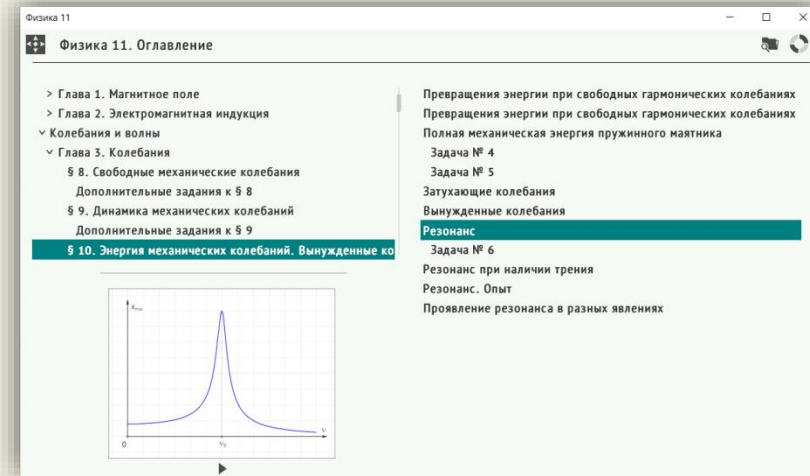 Физика 11
Физика 11. Оглавление
> Глава 1. Магнитное поле
> Глава 2. Электромагнитная индукция
Колебания и волны
Глава 3. Колебания
§ 8. Свободные механические колебания
Дополнительные задания к § 8
§ 9. Динамика механических колебаний
Дополнительные задания к § 9
§ 10. Энергия механических колебаний. Вынужденные ко
x max
0
ν₀
ν
Превращения энергии при свободных гармонических колебаниях
Превращения энергии при свободных гармонических колебаниях
Полная механическая энергия пружинного маятника
Задача № 4
Задача № 5
Затухающие колебания
Вынужденные колебания
Резонанс
Задача № 6
Резонанс при наличии трения
Резонанс. Опыт
Проявление резонанса в разных явлениях